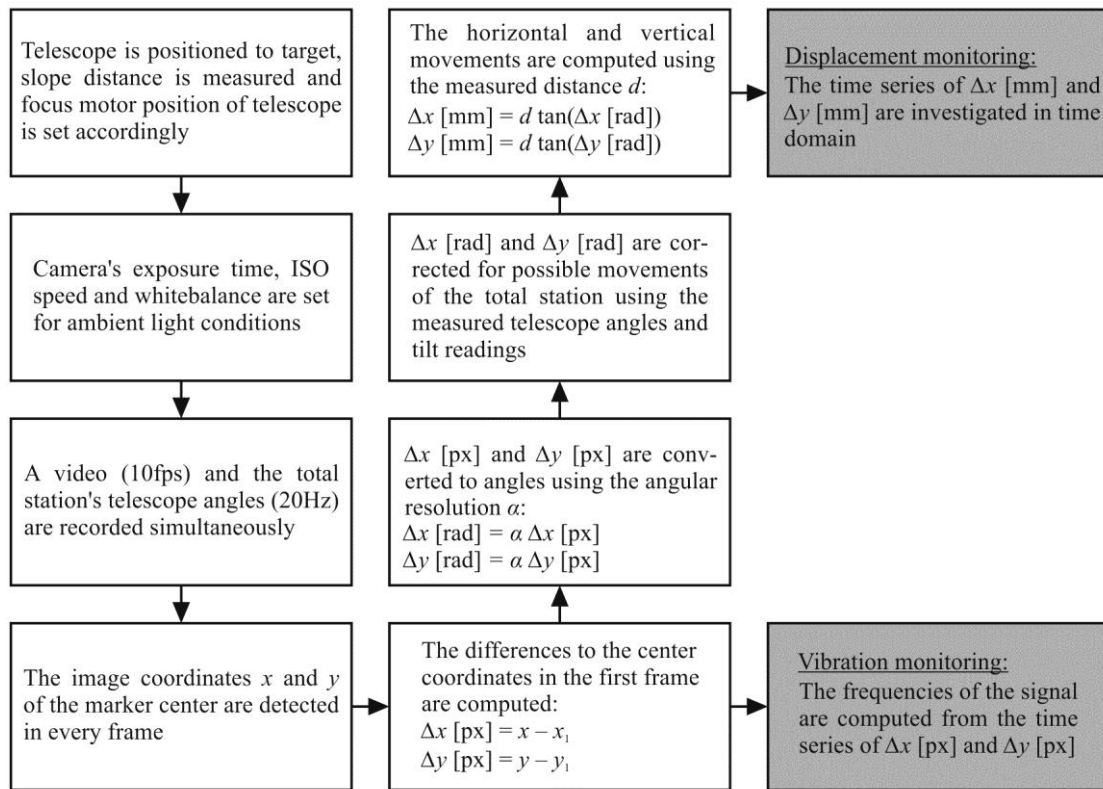 Telescope is positioned to target,
slope distance is measured and
focus motor position of telescope
is set accordingly
Camera's exposure time, ISO
speed and whitebalance are set
for ambient light conditions
A video (10fps) and the total
station's telescope angles (20Hz)
are recorded simultaneously
The image coordinates x and y
of the marker center are detected
in every frame
The differences to the center
coordinates in the first frame
are computed:
Δx [px] = x – x₁
Δy [px] = y – y₁
Δx [px] and Δy [px] are conv-
erted to angles using the angular
resolution α:
Δx [rad] = α Δx [px]
Δy [rad] = α Δy [px]
Δx [rad] and Δy [rad] are cor-
rected for possible movements
of the total station using the
measured telescope angles and
tilt readings
The horizontal and vertical
movements are computed using
the measured distance d:
Δx [mm] = d tan(Δx [rad])
Δy [mm] = d tan(Δy [rad])
Displacement monitoring:
The time series of Δx [mm] and
Δy [mm] are investigated in time
domain
Vibration monitoring:
The frequencies of the signal
are computed from the time
series of Δx [px] and Δy [px]